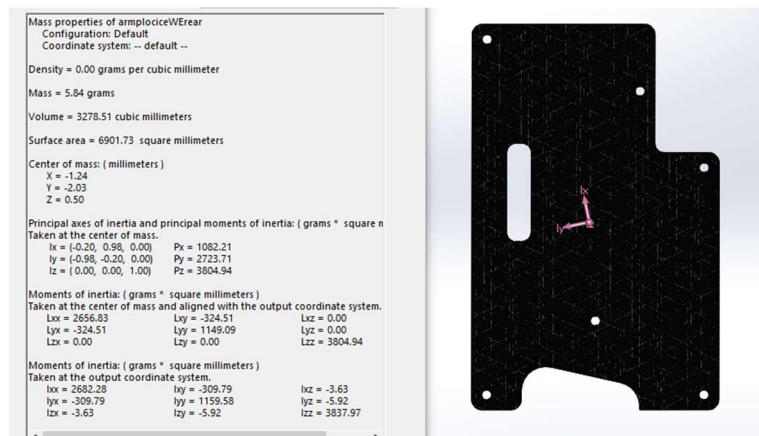 Mass properties of armplociceWErear
Configuration: Default
Coordinate system: -- default --
Density = 0.00 grams per cubic millimeter
Mass = 5.84 grams
Volume = 3278.51 cubic millimeters
Surface area = 6901.73 square millimeters
Center of mass: ( millimeters )
X = -1.24
Y = -2.03
Z = 0.50
Principal axes of inertia and principal moments of inertia: ( grams * square m
Taken at the center of mass.
Ix = (-0.20, 0.98, 0.00) Px = 1082.21
Iy = (-0.98, -0.20, 0.00) Py = 2723.71
Iz = ( 0.00, 0.00, 1.00) Pz = 3804.94
Moments of inertia: ( grams * square millimeters )
Taken at the center of mass and aligned with the output coordinate system.
Lxx = 2656.83 Lxy = -324.51 Lxz = 0.00
Lyx = -324.51 Lyy = 1149.09 Lyz = 0.00
Lzx = 0.00 Lzy = 0.00 Lzz = 3804.94
Moments of inertia: ( grams * square millimeters )
Taken at the output coordinate system.
Ixx = 2682.28 Ixy = -309.79 Ixz = -3.63
Iyx = -309.79 Iyy = 1159.58 Iyz = -5.92
Izx = -3.63 Izy = -5.92 Izz = 3837.97
Ix
Iy